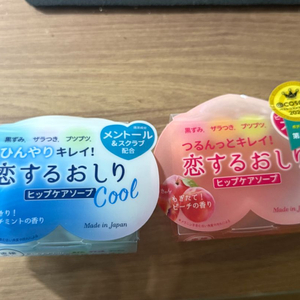 黒ずみ ザラつき ブツブツ
ひんやりキレイ!
メントール
&スクラブ
配合
恋するおしり
ヒップケアソープ
Cool
チミントの香り
Made in Japan
黒ずみ ザラつき ブツブツ
つるんっとキレイ!
恋するおしり
ヒップケアソープ
もぎたて!
ピーチの香り
Made in Japan